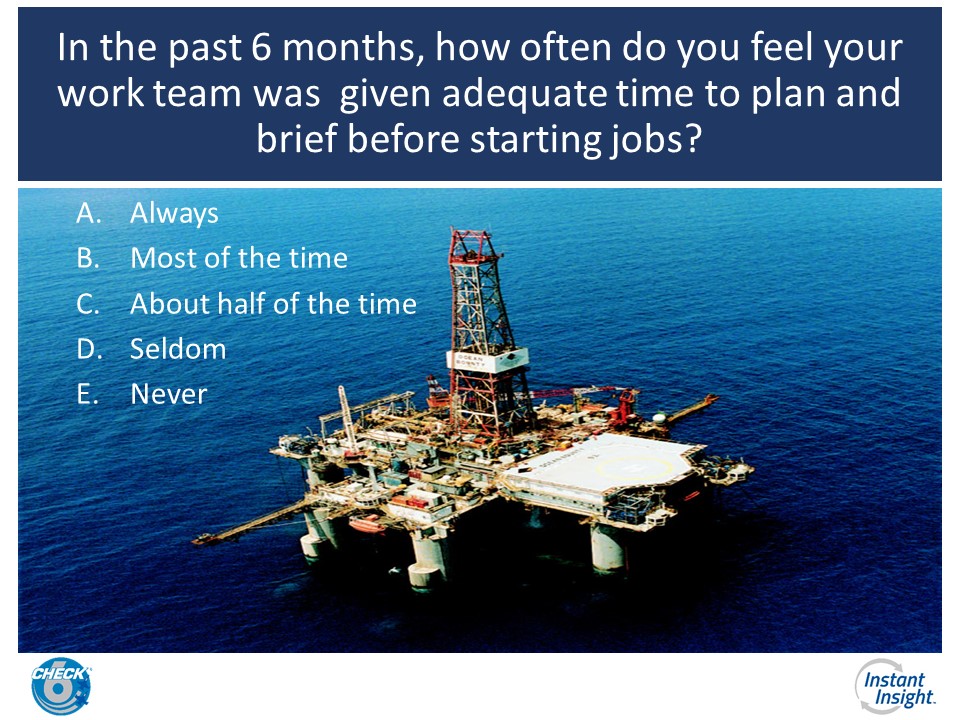 In the past 6 months, how often do you feel your
work team was  given adequate time to plan and
brief before starting jobs?
A. Always
B. Most of the time
C. About half of the time
D. Seldom
E. Never
OCEAN
BOUNTY
OCEAN BOUNTY
CHECK
6
Instant
Insight.